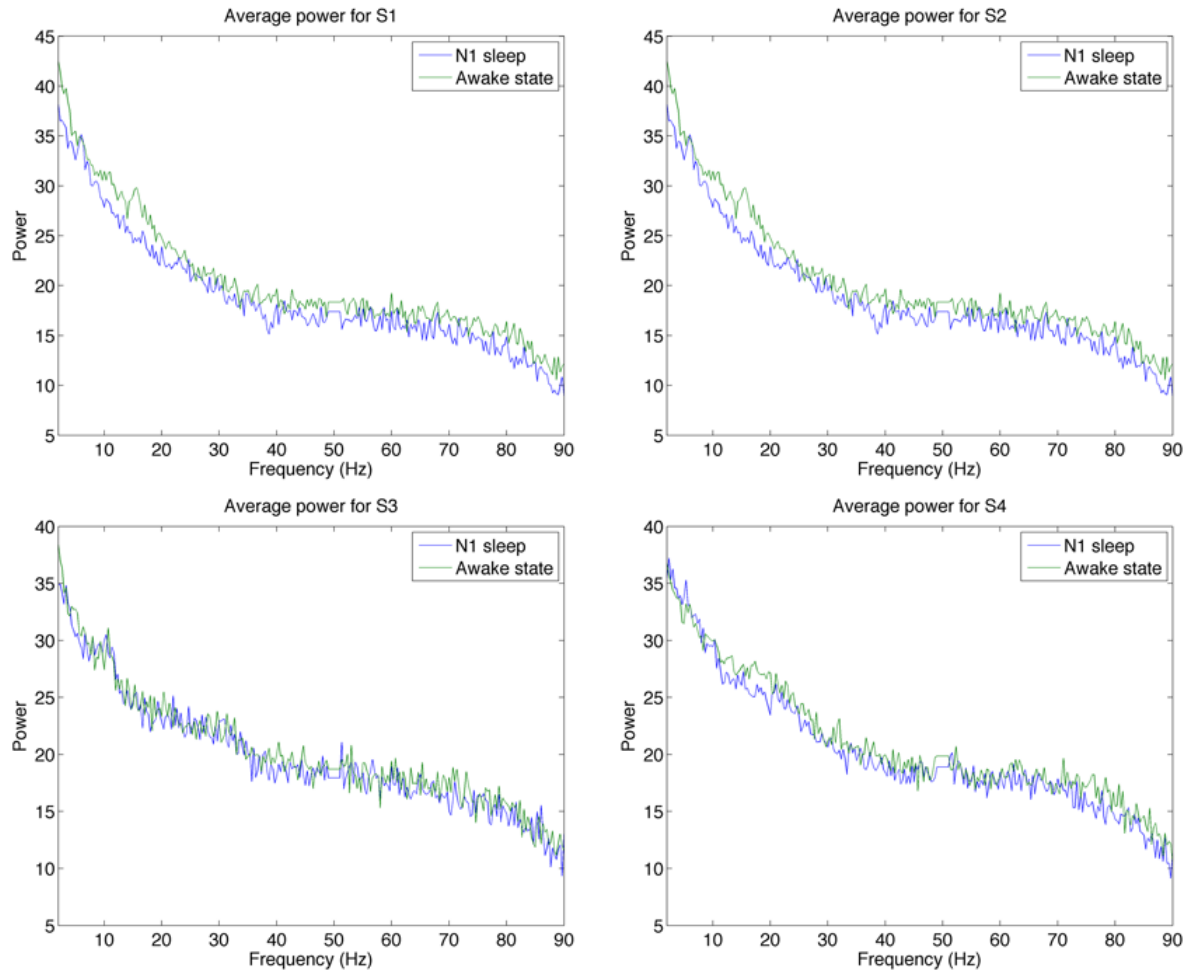 Average power for S1
45
40
35
30
25
20
15
10
5
Power
N1 sleep
Awake state
10 20 30 40 50 60 70 80 90
Frequency (Hz)
Average power for S2
45
40
35
30
25
20
15
10
5
Power
N1 sleep
Awake state
10 20 30 40 50 60 70 80 90
Frequency (Hz)
Average power for S3
40
35
30
25
20
15
10
5
Power
N1 sleep
Awake state
10 20 30 40 50 60 70 80 90
Frequency (Hz)
Average power for S4
40
35
30
25
20
15
10
5
Power
N1 sleep
Awake state
10 20 30 40 50 60 70 80 90
Frequency (Hz)